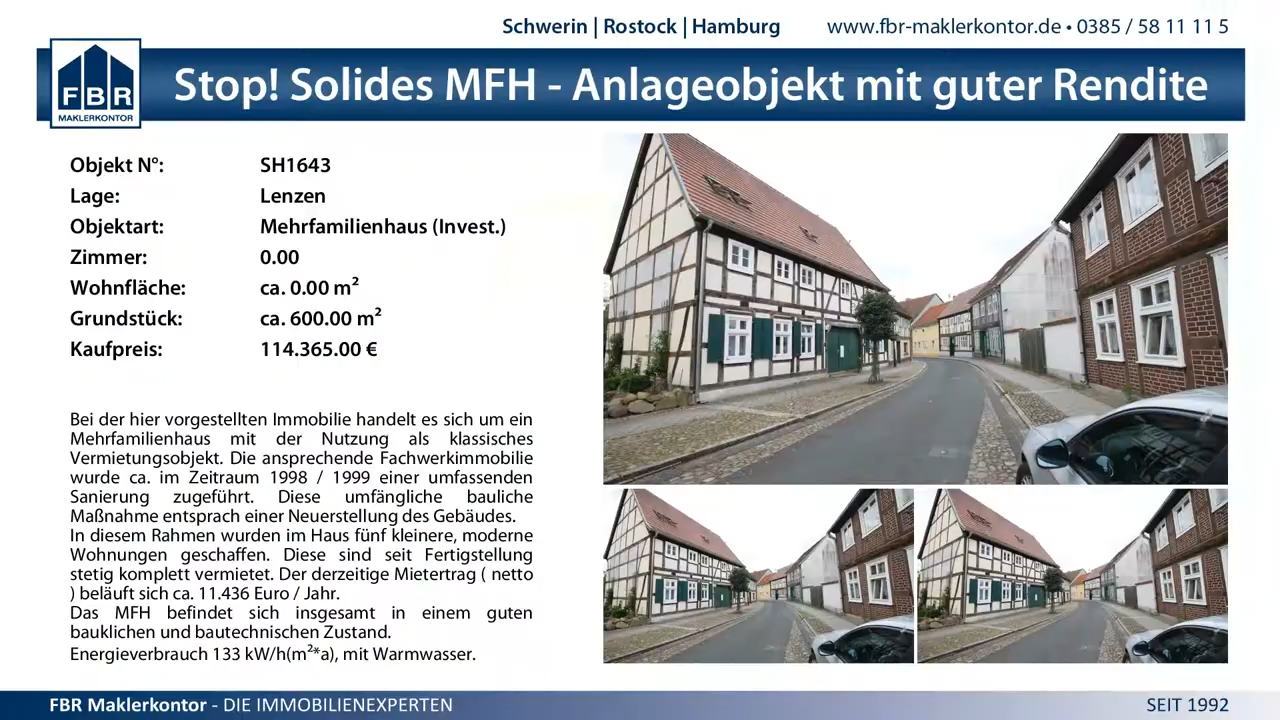 Schwerin | Rostock | Hamburg www.fbr-maklerkontor.de • 0385 / 58 11 11 5
FBR
MAKLERKONTOR
Stop! Solides MFH - Anlageobjekt mit guter Rendite
Objekt N°: SH1643
Lage: Lenzen
Objektart: Mehrfamilienhaus (Invest.)
Zimmer: 0.00
Wohnfläche: ca. 0.00 m²
Grundstück: ca. 600.00 m²
Kaufpreis: 114.365.00 €
Bei der hier vorgestellten Immobilie handelt es sich um ein
Mehrfamilienhaus mit der Nutzung als klassisches
Vermietungsobjekt. Die ansprechende Fachwerkimmobilie
wurde ca. im Zeitraum 1998 / 1999 einer umfassenden
Sanierung zugeführt. Diese umfängliche bauliche
Maßnahme entsprach einer Neuerstellung des Gebäudes.
In diesem Rahmen wurden im Haus fünf kleinere, moderne
Wohnungen geschaffen. Diese sind seit Fertigstellung
stetig komplett vermietet. Der derzeitige Mietertrag ( netto
) beläuft sich ca. 11.436 Euro / Jahr.
Das MFH befindet sich insgesamt in einem guten
bauklichen und bautechnischen Zustand.
Energieverbrauch 133 kW/h(m²*a), mit Warmwasser.
FBR Maklerkontor - DIE IMMOBILIENEXPERTEN SEIT 1992